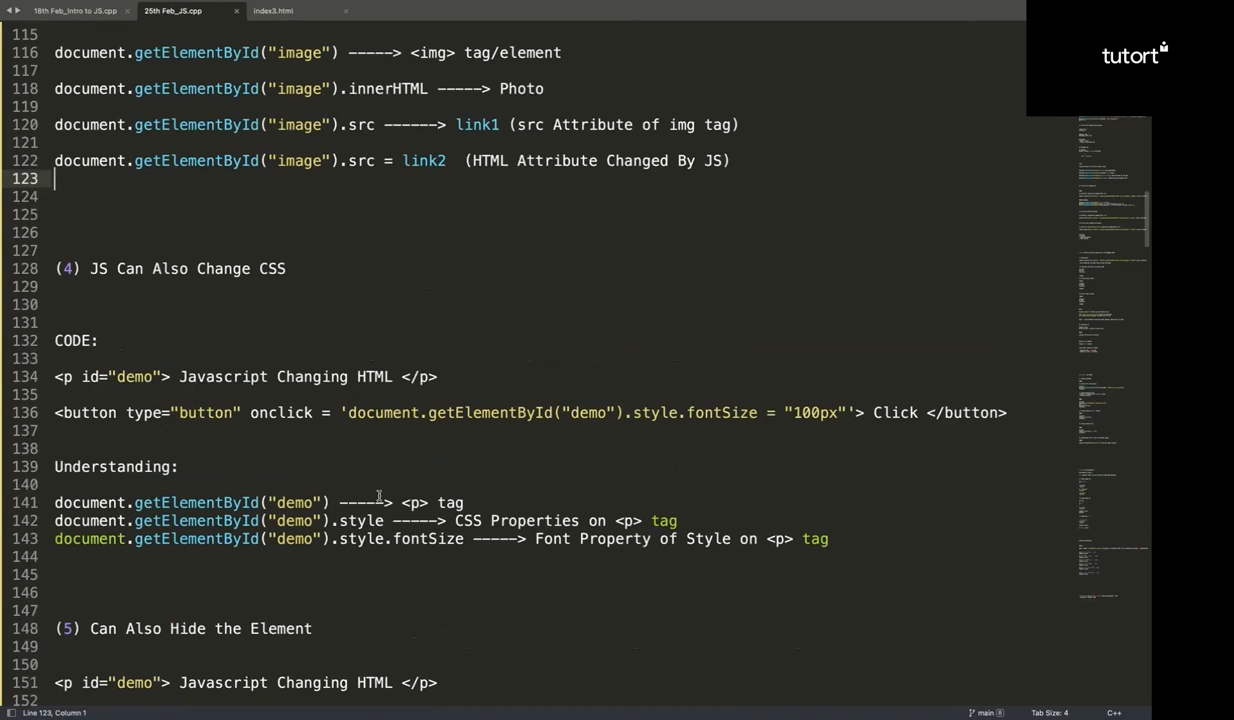 18th Feb_Intro to JS.cpp
25th Feb_JS.cpp
index3.html
tutort
115
116 document.getElementById("image") -----> <img> tag/element
117
118 document.getElementById("image").innerHTML -----> Photo
119
120 document.getElementById("image").src ------> link1 (src Attribute of img tag)
121
122 document.getElementById("image").src = link2  (HTML Attribute Changed By JS)
123
124
125
126
127
128 (4) JS Can Also Change CSS
129
130
131
132 CODE:
133
134 <p id="demo"> Javascript Changing HTML </p>
135
136 <button type="button" onclick = 'document.getElementById("demo").style.fontSize = "100px"'> Click </button>
137
138
139 Understanding:
140
141 document.getElementById("demo") -----> <p> tag
142 document.getElementById("demo").style -----> CSS Properties on <p> tag
143 document.getElementById("demo").style.fontSize -----> Font Property of Style on <p> tag
144
145
146
147
148 (5) Can Also Hide the Element
149
150
151 <p id="demo"> Javascript Changing HTML </p>
152
Line 123, Column 1
main
Tab Size: 4
C++